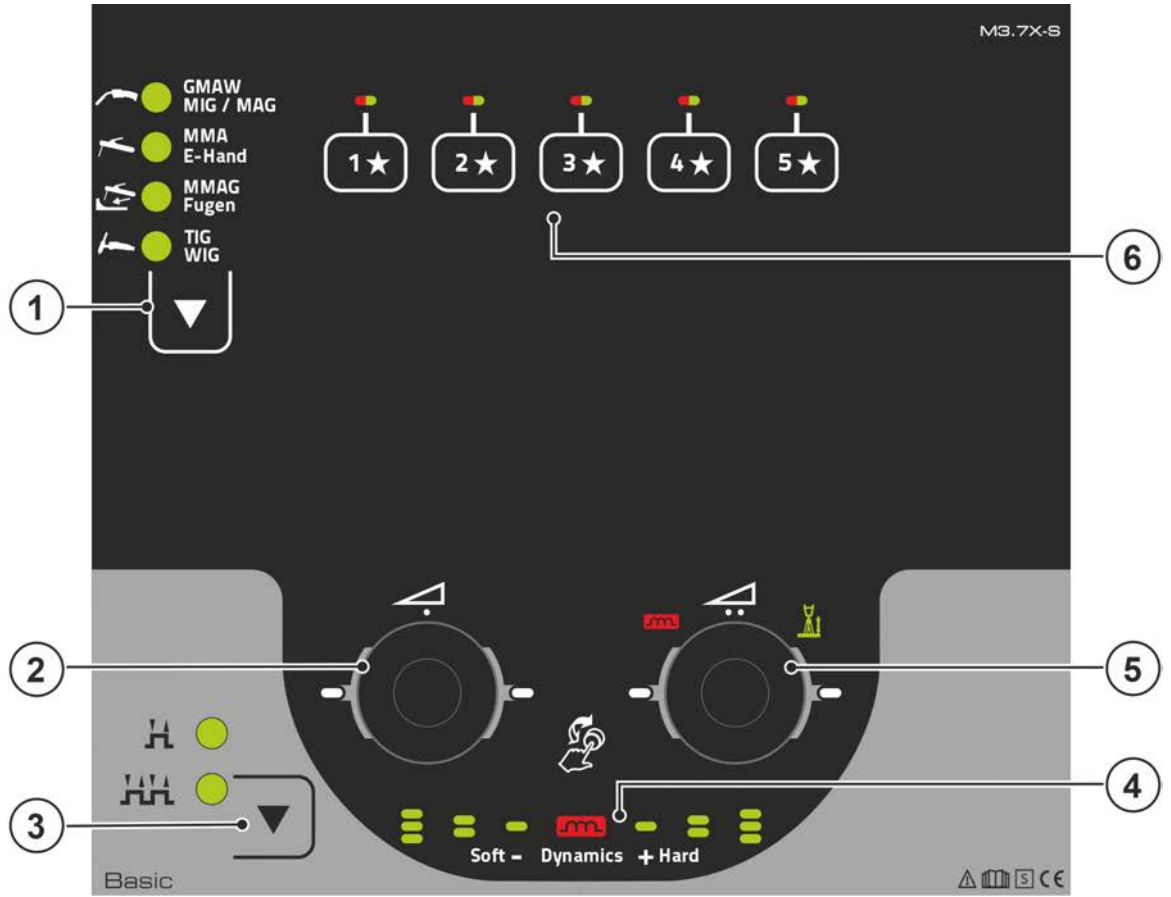 M3.7X-S
GMAW
MIG / MAG
MMA
E-Hand
MMAG
Fugen
TIG
WIG
1★ 2★ 3★ 4★ 5★
1
6
2
5
4
3
Soft - Dynamics + Hard
Basic
S CE